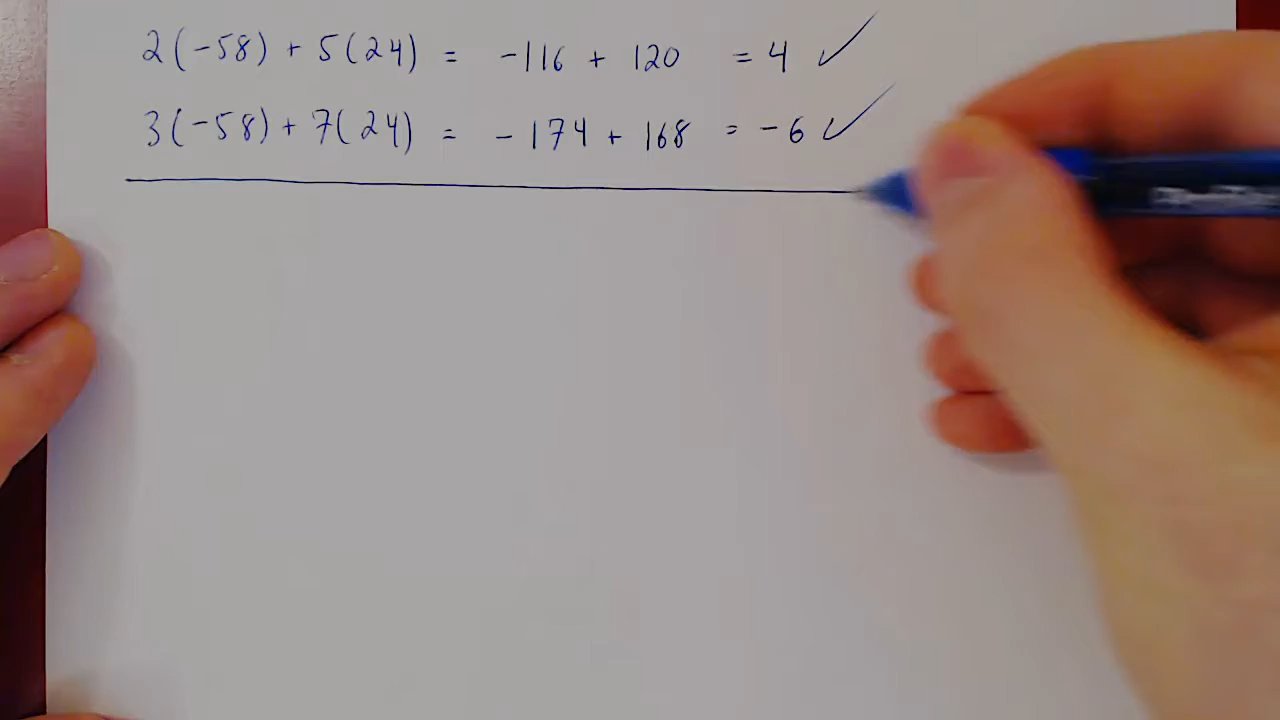 2(-58) + 5(24) = -116 + 120 = 4 ✓
3(-58) + 7(24) = -174 + 168 = -6 ✓